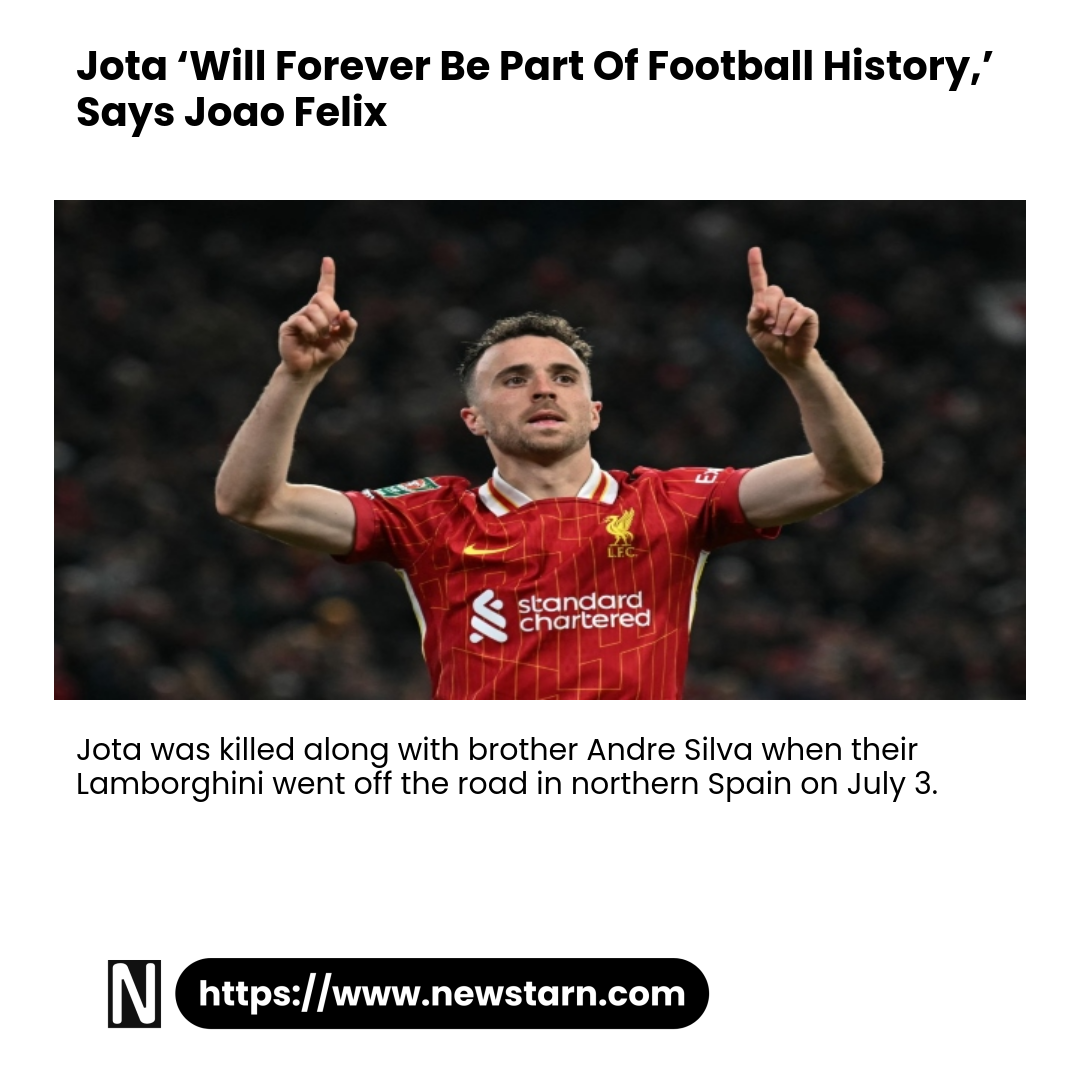 Jota ‘Will Forever Be Part Of Football History,’
Says Joao Felix
L.F.C.
standard
chartered
Jota was killed along with brother Andre Silva when their
Lamborghini went off the road in northern Spain on July 3.
N
https://www.newstarn.com